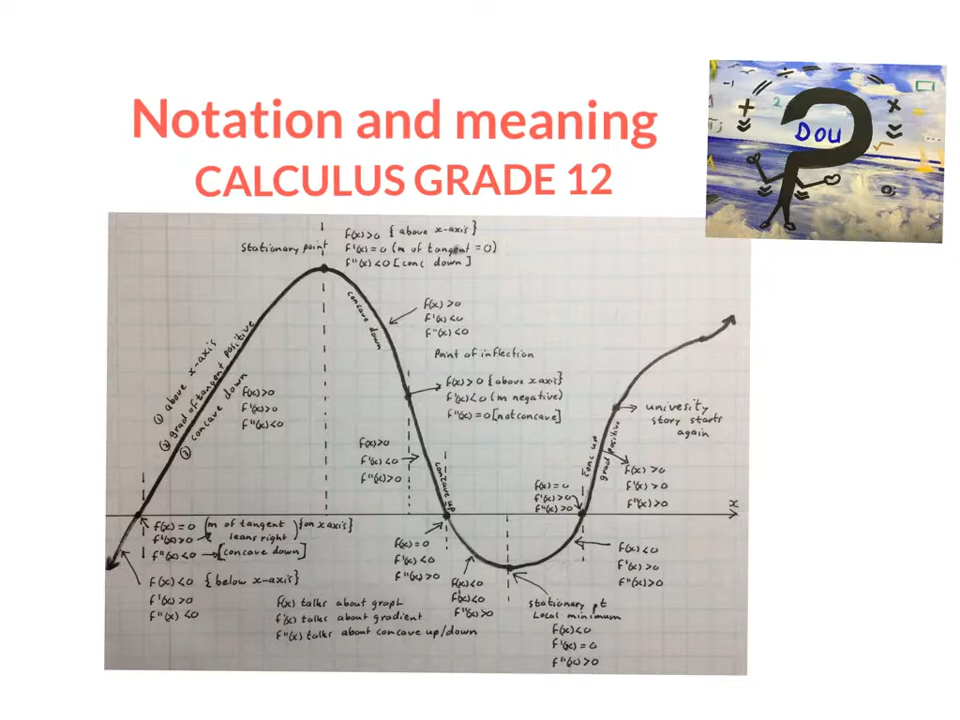 Notation and meaning
CALCULUS GRADE 12
Dou
f(x)>0 {above x-axis}
f'(x)=0 (m of tangent =0)
f"(x)<0 [conc down]
Stationary point
concave down
f(x)>0
f'(x)<0
f"(x)<0
Point of inflection
f(x)>0 {above x axis}
f'(x)<0 (m negative)
f"(x)=0 [not concave]
① above x-axis
② grad of tangent positive
③ concave down
f(x)>0
f'(x)>0
f"(x)<0
f(x)>0
f'(x)<0
f"(x)>0
concave up
univesity
story starts
again
conc up
grad positive
f(x)>0
f'(x)>0
f"(x)>0
f(x)=0
f'(x)>0
f"(x)>0
x
f(x)=0 (m of tangent) {on x axis}
f'(x)>0 leans right
f"(x)<0 → [concave down]
f(x)<0 {below x-axis}
f'(x)>0
f"(x)<0
f(x)=0
f'(x)<0
f"(x)>0
f(x)<0
f'(x)<0
f"(x)>0
f(x)<0
f'(x)>0
f"(x)>0
stationary pt
Local minimum
f(x)<0
f'(x)=0
f"(x)>0
f(x) talks about graph
f'(x) talks about gradient
f"(x) talks about concave up/down